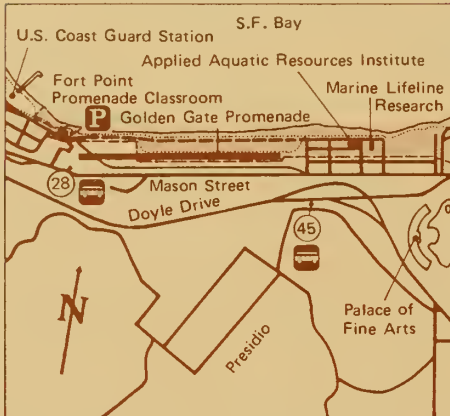 S.F. Bay
U.S. Coast Guard Station
Applied Aquatic Resources Institute
Fort Point
Promenade Classroom
Marine Lifeline
Research
P
Golden Gate Promenade
28
Mason Street
Doyle Drive
45
N
Presidio
Palace of
Fine Arts